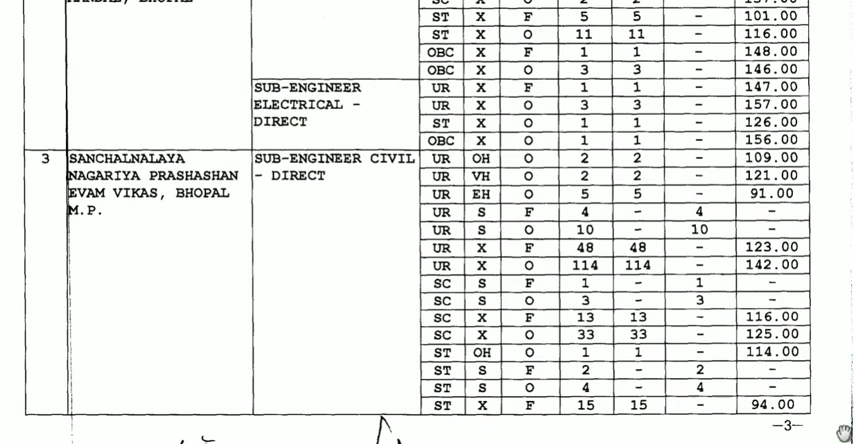 ST X F 5 5 - 101.00
ST X O 11 11 - 116.00
OBC X F 1 1 - 148.00
OBC X O 3 3 - 146.00
SUB-ENGINEER UR X F 1 1 - 147.00
ELECTRICAL - UR X O 3 3 - 157.00
DIRECT ST X O 1 1 - 126.00
OBC X O 1 1 - 156.00
3 SANCHALNALAYA SUB-ENGINEER CIVIL UR OH O 2 2 - 109.00
NAGARIYA PRASHASHAN - DIRECT UR VH O 2 2 - 121.00
EVAM VIKAS, BHOPAL UR EH O 5 5 - 91.00
M.P. UR S F 4 - 4 -
UR S O 10 - 10 -
UR X F 48 48 - 123.00
UR X O 114 114 - 142.00
SC S F 1 - 1 -
SC S O 3 - 3 -
SC X F 13 13 - 116.00
SC X O 33 33 - 125.00
ST OH O 1 1 - 114.00
ST S F 2 - 2 -
ST S O 4 - 4 -
ST X F 15 15 - 94.00
—3—